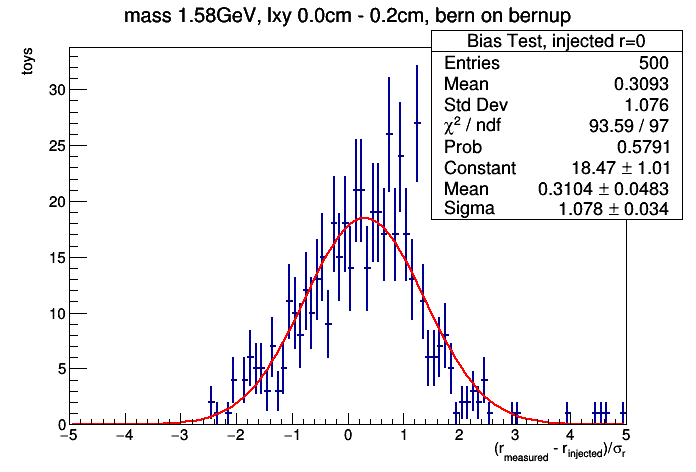 mass 1.58GeV, lxy 0.0cm - 0.2cm, bern on bernup
toys
Bias Test, injected r=0
Entries 500
Mean 0.3093
Std Dev 1.076
χ² / ndf 93.59 / 97
Prob 0.5791
Constant 18.47 ± 1.01
Mean 0.3104 ± 0.0483
Sigma 1.078 ± 0.034
30
25
20
15
10
5
0
−5 −4 −3 −2 −1 0 1 2 3 4 5
(r_measured - r_injected)/σ_r